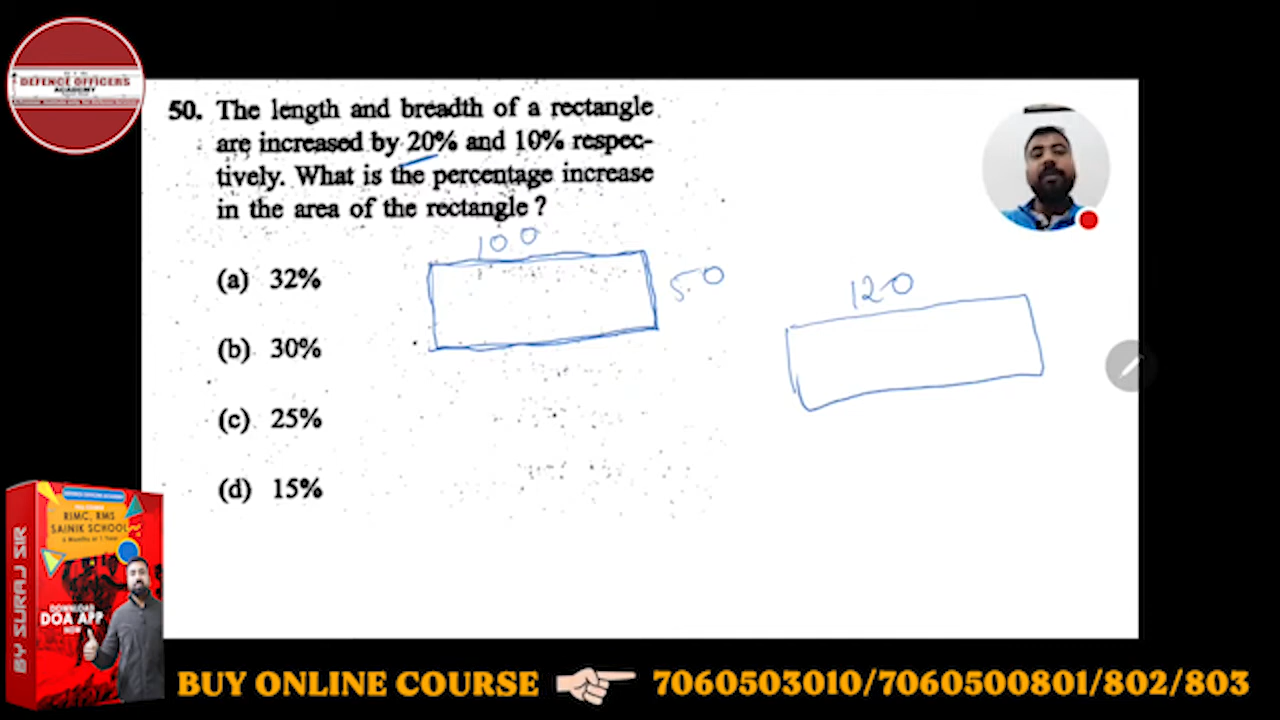 DEFENCE OFFICERS
ACADEMY
50. The length and breadth of a rectangle
are increased by 20% and 10% respec-
tively. What is the percentage increase
in the area of the rectangle ?
100
50
120
(a) 32%
(b) 30%
(c) 25%
(d) 15%
RIMC, RMS
SAINIK SCHOOL
DOWNLOAD
DOA APP
NOW
BY SURAJ SIR
BUY ONLINE COURSE 7060503010/7060500801/802/803